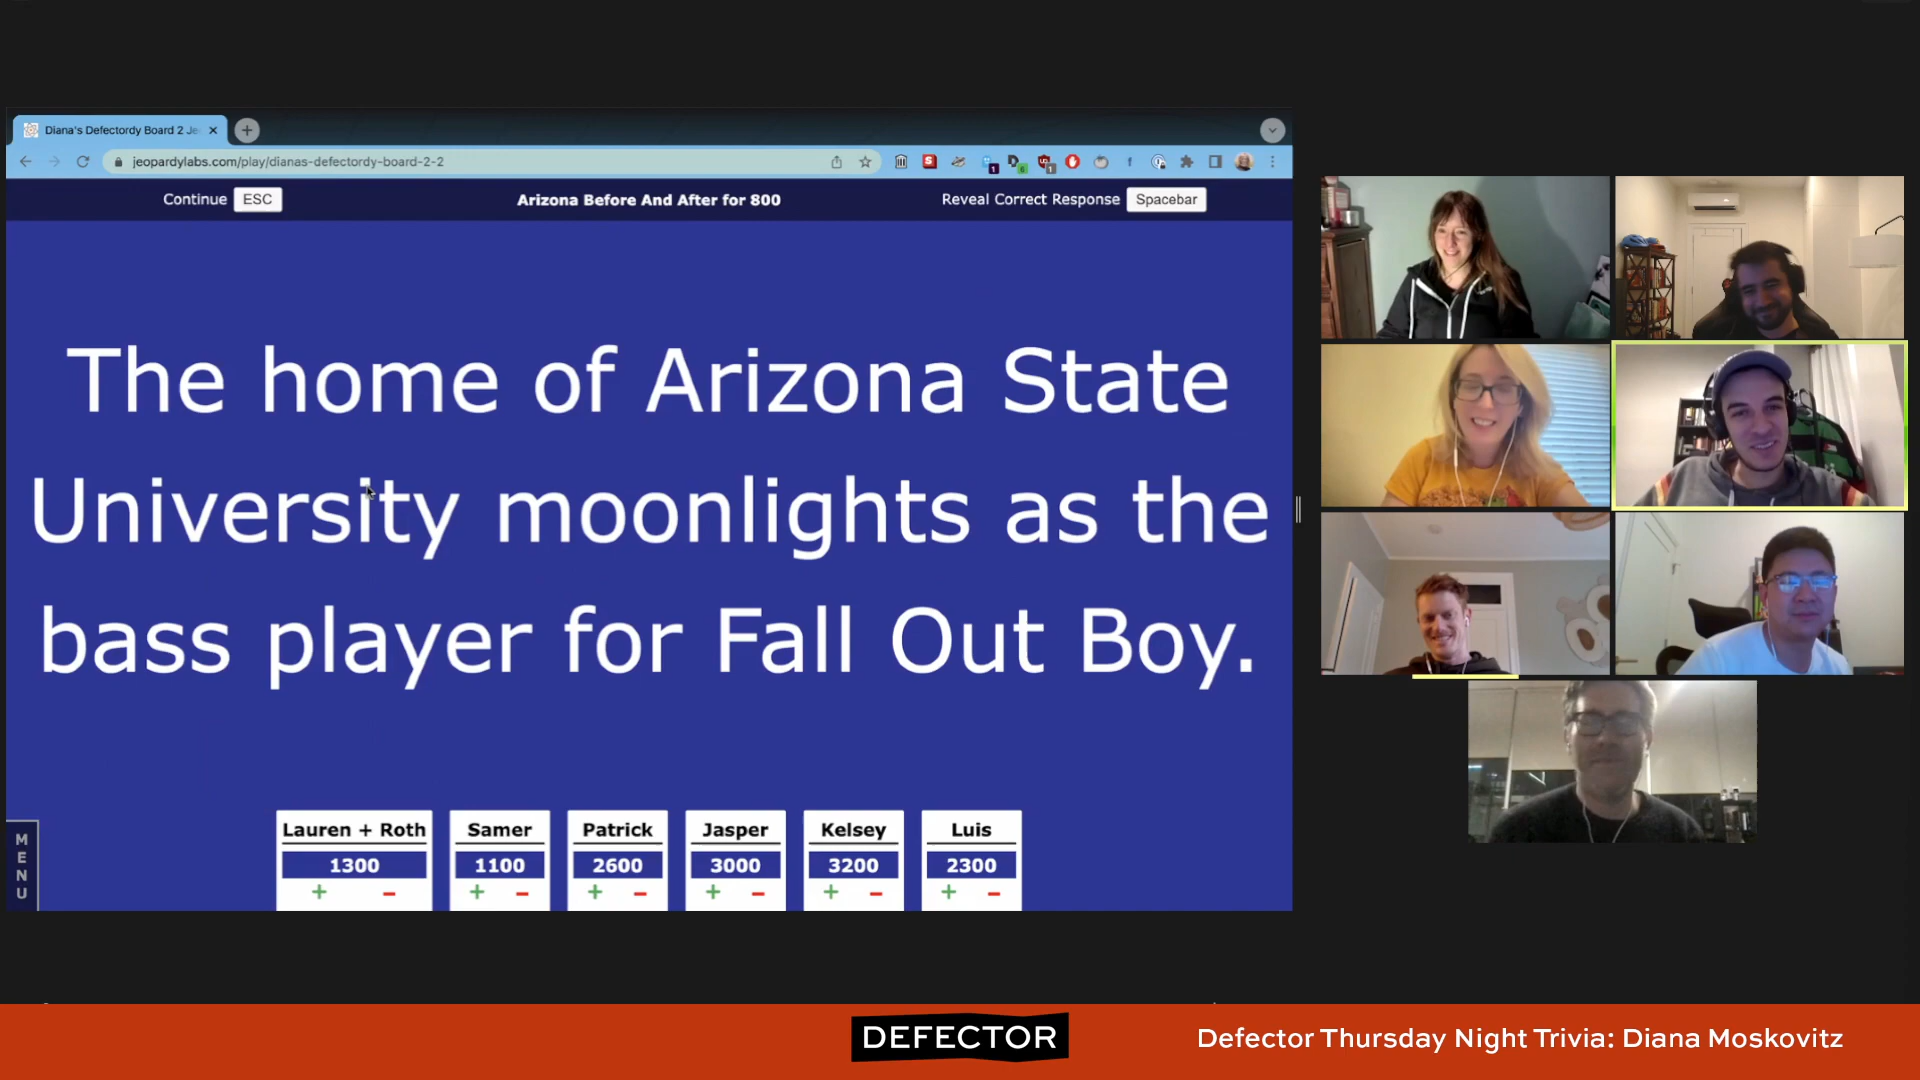 Diana's Defectordy Board 2 Je
jeopardylabs.com/play/dianas-defectordy-board-2-2
Continue ESC
Arizona Before And After for 800
Reveal Correct Response Spacebar
The home of Arizona State
University moonlights as the
bass player for Fall Out Boy.
MENU
Lauren + Roth Samer Patrick Jasper Kelsey Luis
1300 1100 2600 3000 3200 2300
+ - + - + - + - + - + -
DEFECTOR
Defector Thursday Night Trivia: Diana Moskovitz